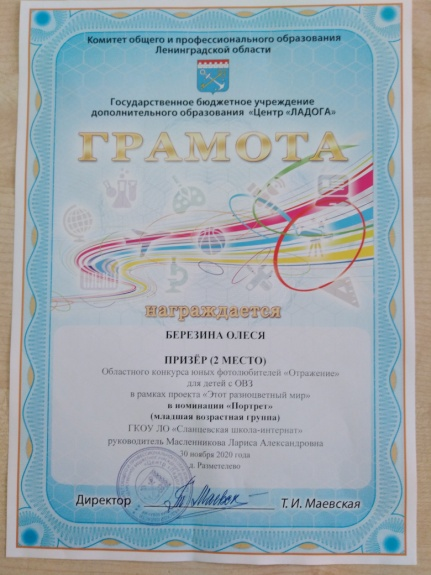 Комитет общего и профессионального образования
Ленинградской области
Государственное бюджетное учреждение
дополнительного образования «Центр «ЛАДОГА»
ГРАМОТА
награждается
БЕРЕЗИНА ОЛЕСЯ
ПРИЗЁР (2 МЕСТО)
Областного конкурса юных фотолюбителей «Отражение»
для детей с ОВЗ
в рамках проекта «Этот разноцветный мир»
в номинации «Портрет»
(младшая возрастная группа)
ГКОУ ЛО «Сланцевская школа-интернат»
руководитель Масленникова Лариса Александровна
30 ноября 2020 года
д. Разметелево
Директор Т.И. Маевская